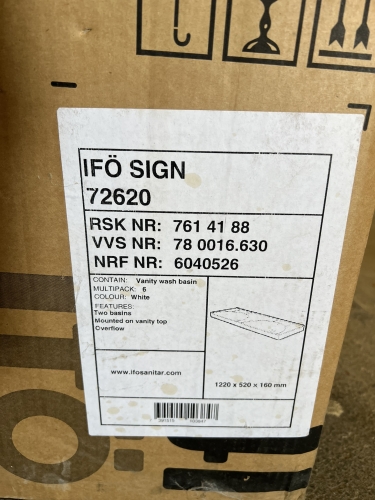 IFÖ SIGN
72620
RSK NR: 761 41 88
VVS NR: 78 0016.630
NRF NR: 6040526
CONTAIN: Vanity wash basin
MULTIPACK: 6
COLOUR: White
FEATURES:
Two basins
Mounted on vanity top
Overflow
www.ifosanitar.com
1220 x 520 x 160 mm